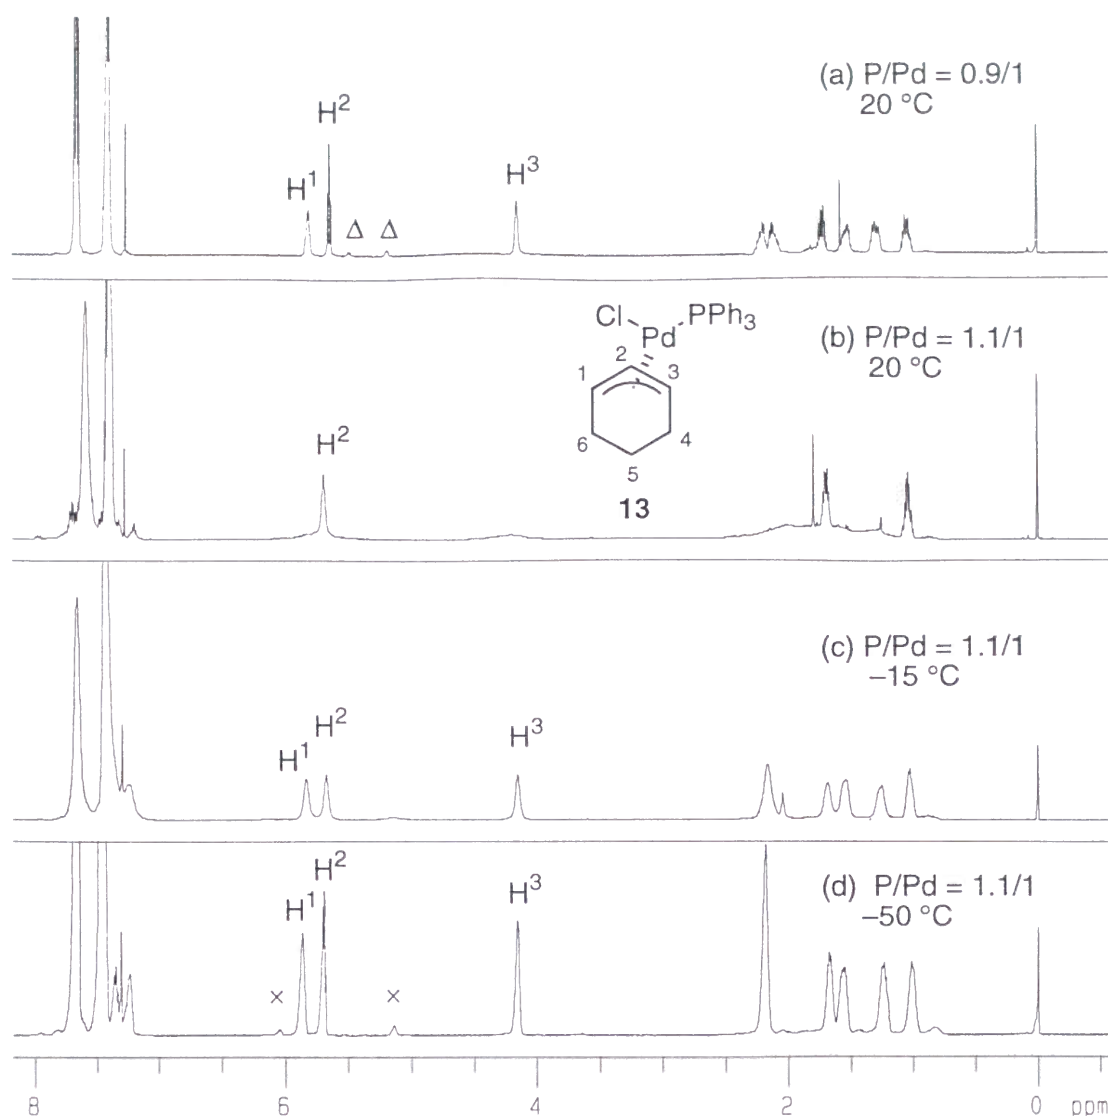 (a) P/Pd = 0.9/1
20 °C
H2
H1
Δ Δ
H3
(b) P/Pd = 1.1/1
20 °C
Cl
PPh3
Pd
2
1
3
6
4
5
13
H2
(c) P/Pd = 1.1/1
–15 °C
H1
H2
H3
(d) P/Pd = 1.1/1
–50 °C
H1
H2
H3
× ×
8 6 4 2 0 ppm